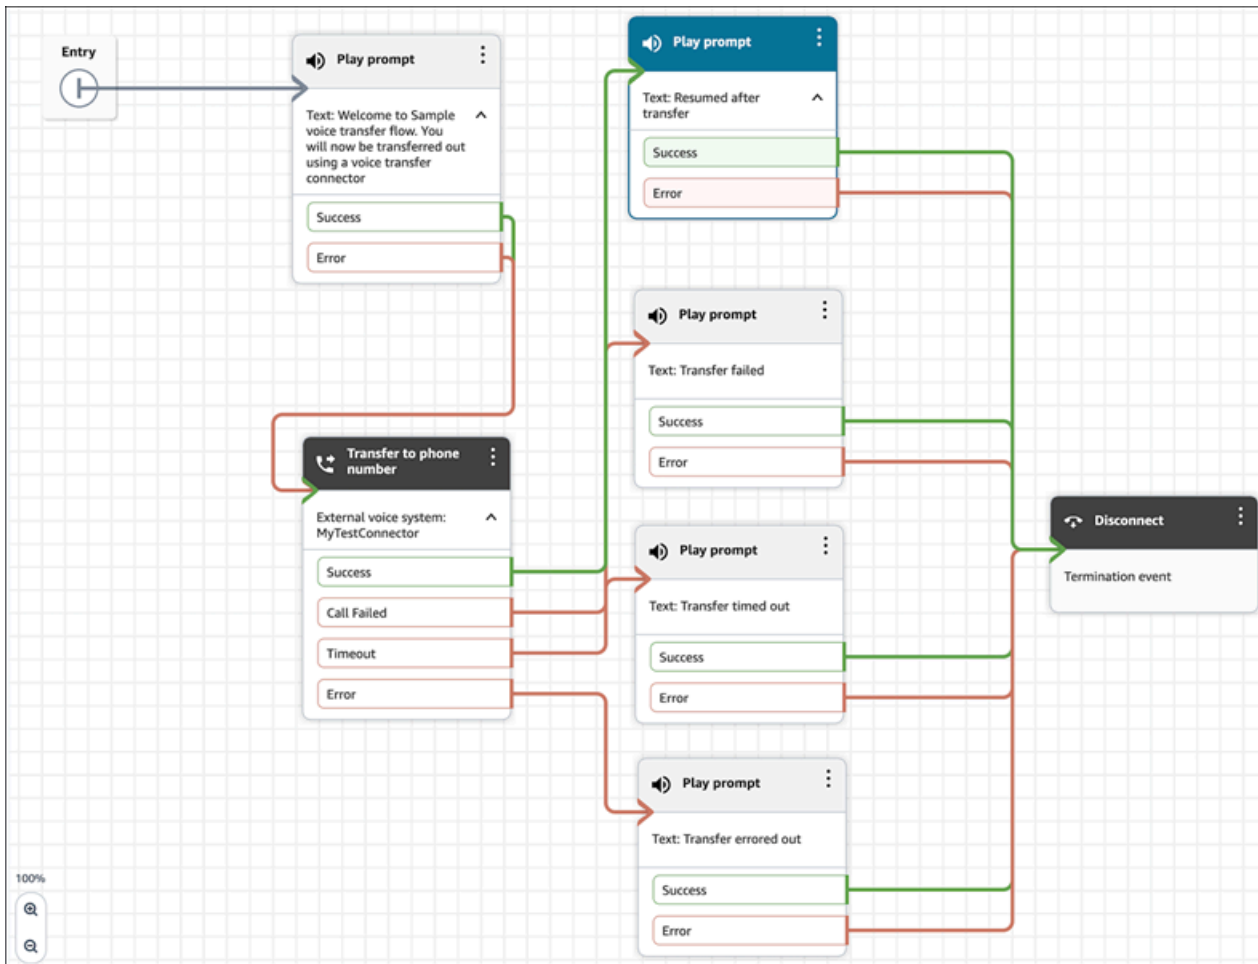 Entry
Play prompt
Text: Welcome to Sample
voice transfer flow. You
will now be transferred out
using a voice transfer
connector
Success
Error
Transfer to phone
number
External voice system:
MyTestConnector
Success
Call Failed
Timeout
Error
Play prompt
Text: Resumed after
transfer
Success
Error
Play prompt
Text: Transfer failed
Success
Error
Play prompt
Text: Transfer timed out
Success
Error
Play prompt
Text: Transfer errored out
Success
Error
Disconnect
Termination event
100%